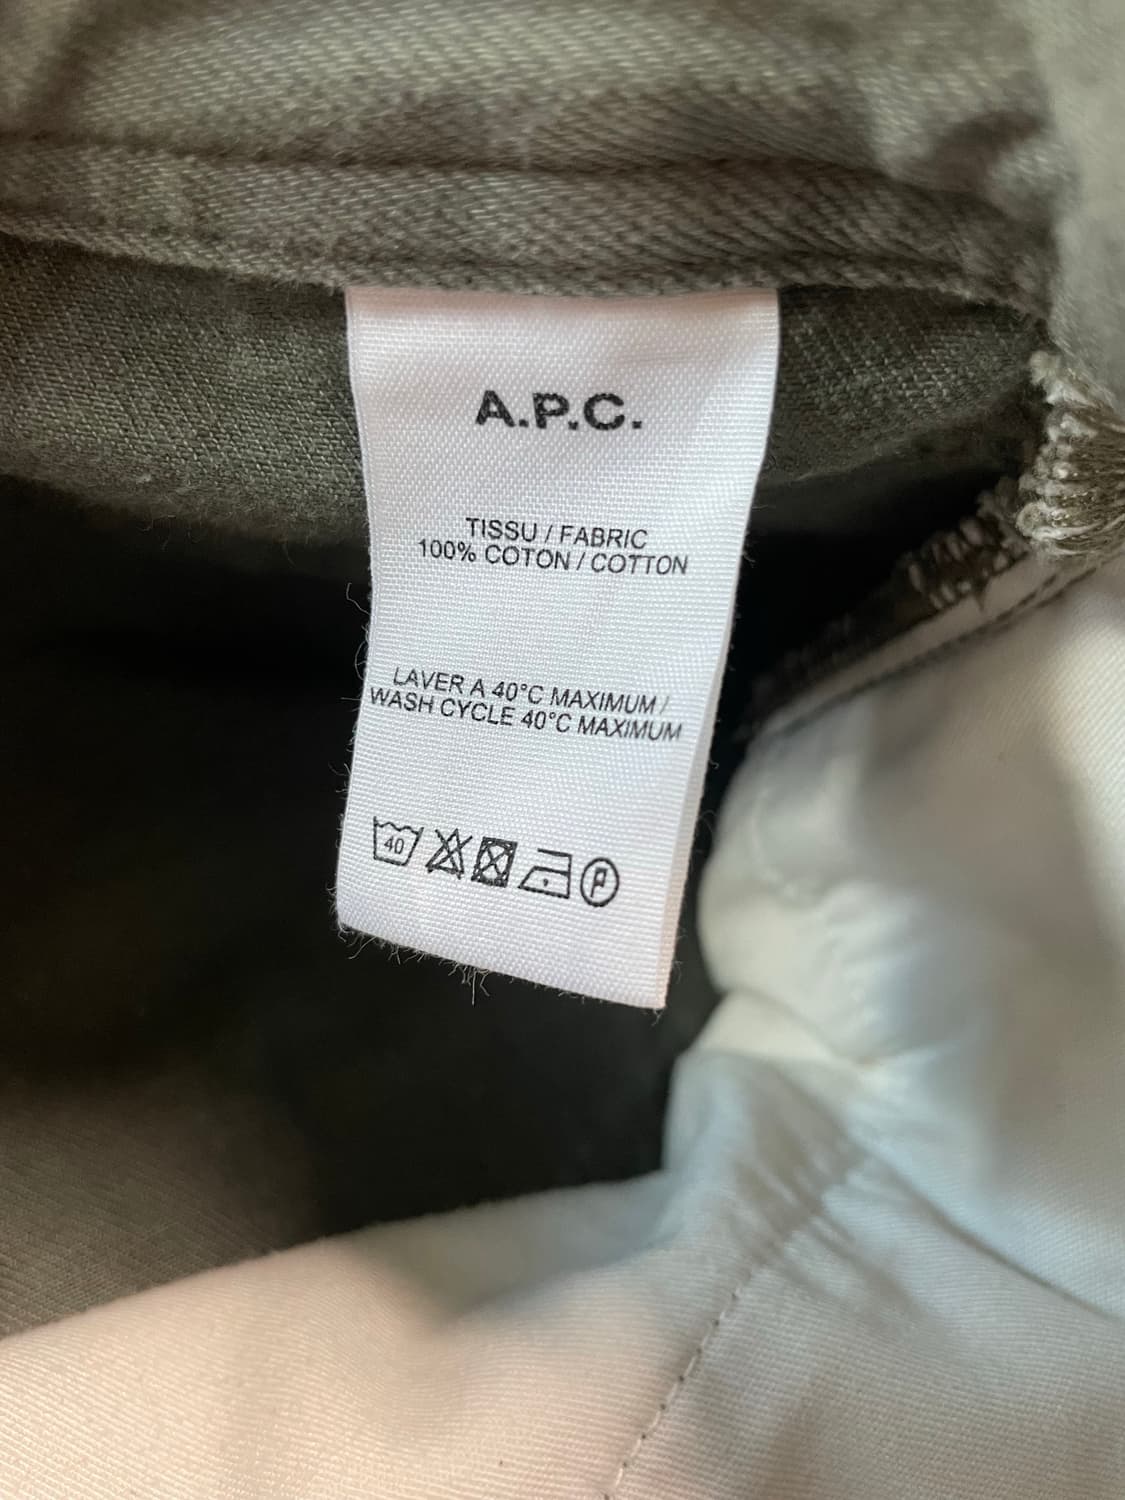 A.P.C.
TISSU / FABRIC
100% COTON / COTTON
LAVER A 40°C MAXIMUM /
WASH CYCLE 40°C MAXIMUM
40 P